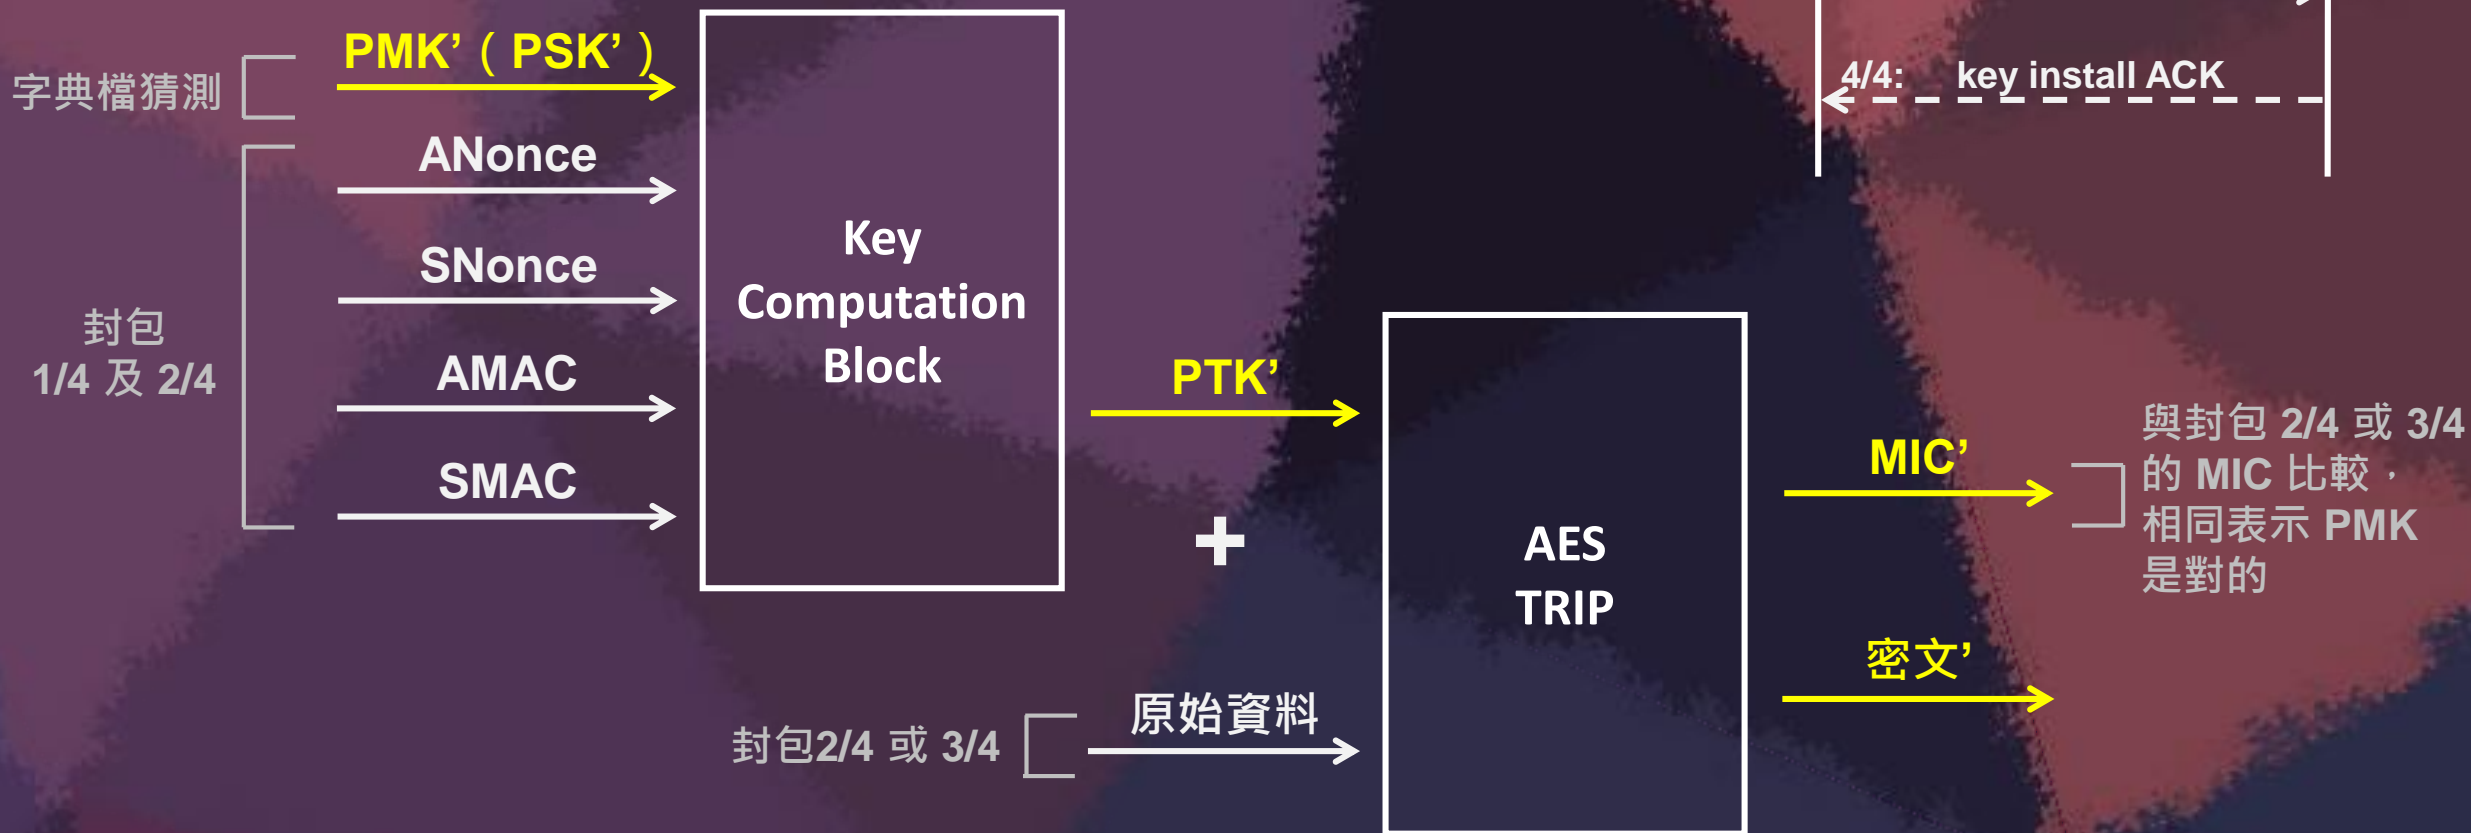 PMK’（PSK’）
字典檔猜測
ANonce
SNonce
封包
1/4 及 2/4
AMAC
SMAC
Key
Computation
Block
4/4: key install ACK
PTK’
+
封包2/4 或 3/4
原始資料
AES
TRIP
MIC’
密文’
與封包 2/4 或 3/4
的 MIC 比較，
相同表示 PMK
是對的